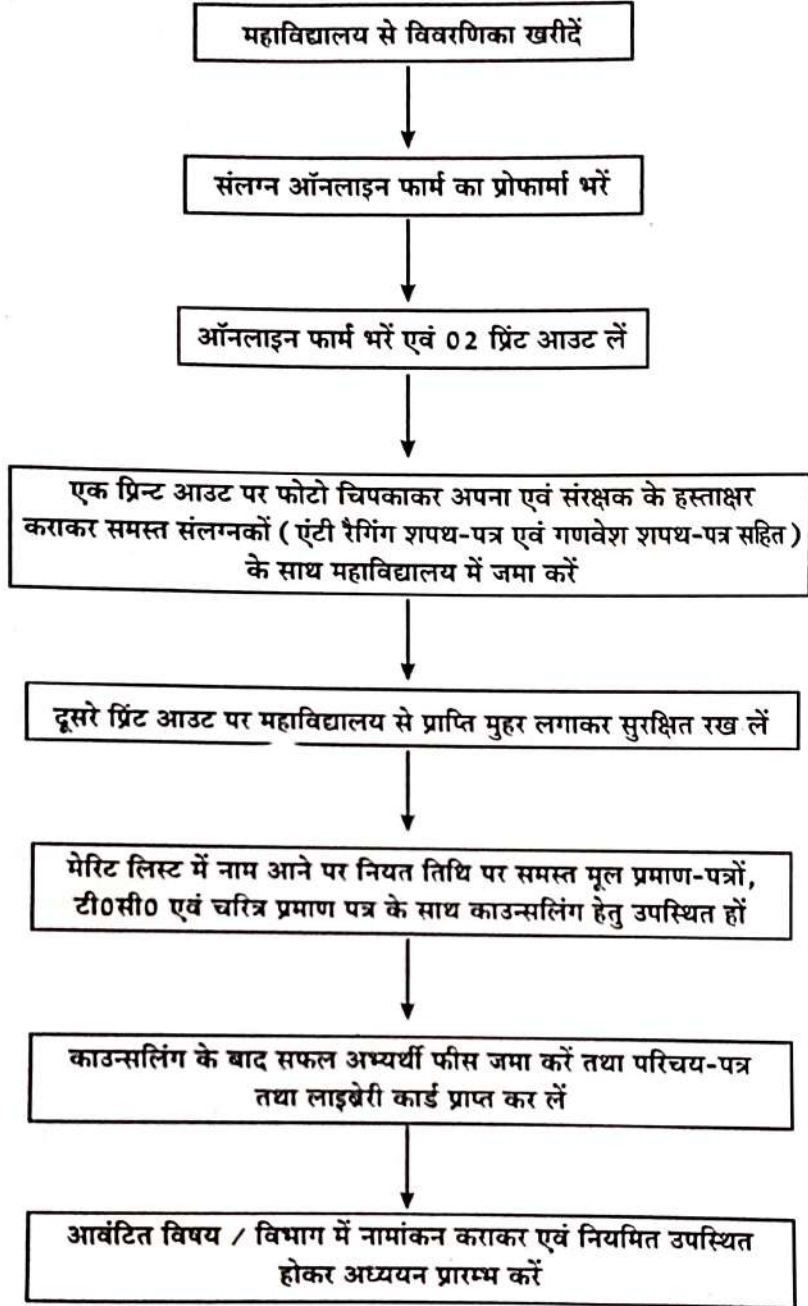 महाविद्यालय से विवरणिका खरीदें
संलग्न ऑनलाइन फार्म का प्रोफार्मा भरें
ऑनलाइन फार्म भरें एवं 02 प्रिंट आउट लें
एक प्रिन्ट आउट पर फोटो चिपकाकर अपना एवं संरक्षक के हस्ताक्षर
कराकर समस्त संलग्नकों ( एंटी रैगिंग शपथ-पत्र एवं गणवेश शपथ-पत्र सहित )
के साथ महाविद्यालय में जमा करें
दूसरे प्रिंट आउट पर महाविद्यालय से प्राप्ति मुहर लगाकर सुरक्षित रख लें
मेरिट लिस्ट में नाम आने पर नियत तिथि पर समस्त मूल प्रमाण-पत्रों,
टी0सी0 एवं चरित्र प्रमाण पत्र के साथ काउन्सलिंग हेतु उपस्थित हों
काउन्सलिंग के बाद सफल अभ्यर्थी फीस जमा करें तथा परिचय-पत्र
तथा लाइब्रेरी कार्ड प्राप्त कर लें
आवंटित विषय / विभाग में नामांकन कराकर एवं नियमित उपस्थित
होकर अध्ययन प्रारम्भ करें